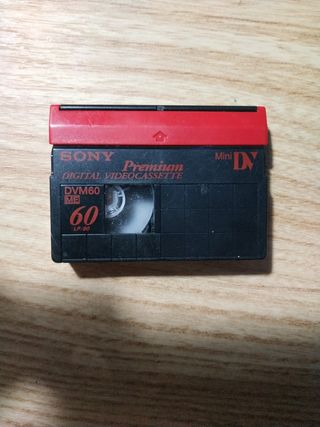 SONY
Premium
Mini DV
DIGITAL VIDEOCASSETTE
DVM60
ME
60
LP:90